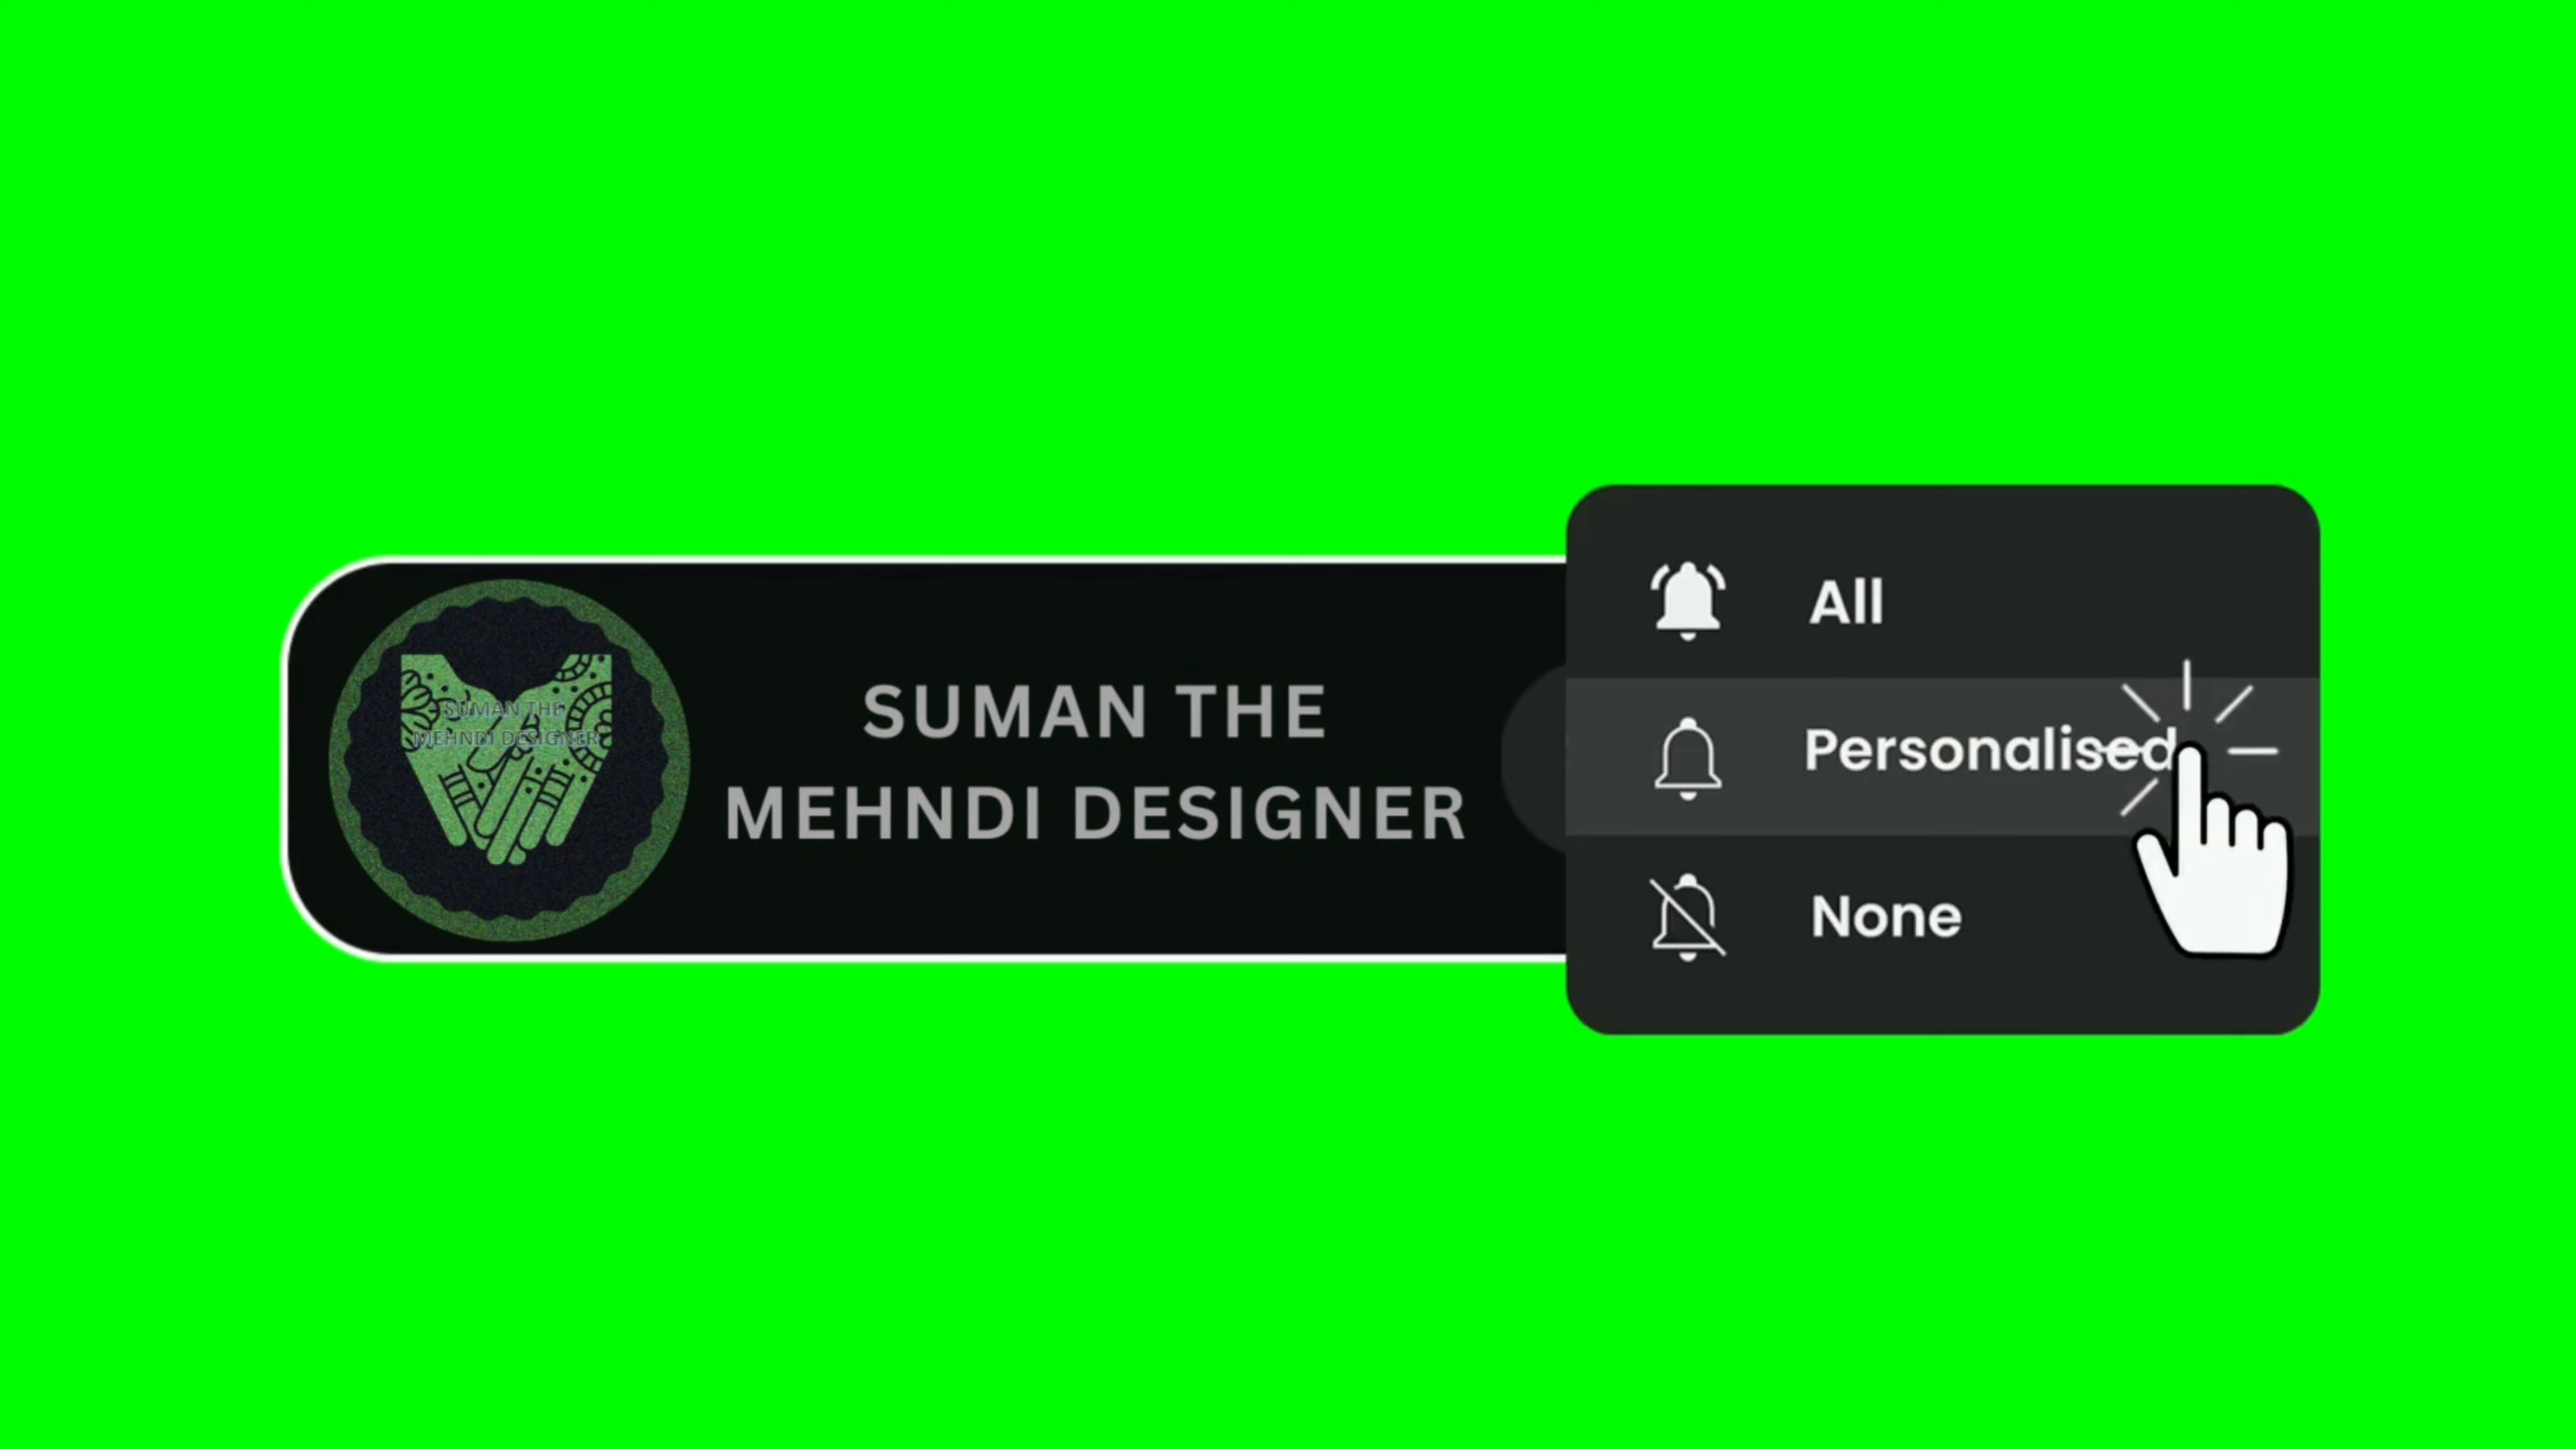 SUMAN THE
MEHNDI DESIGNER
SUMAN THE
MEHNDI DESIGNER
All
Personalised
None